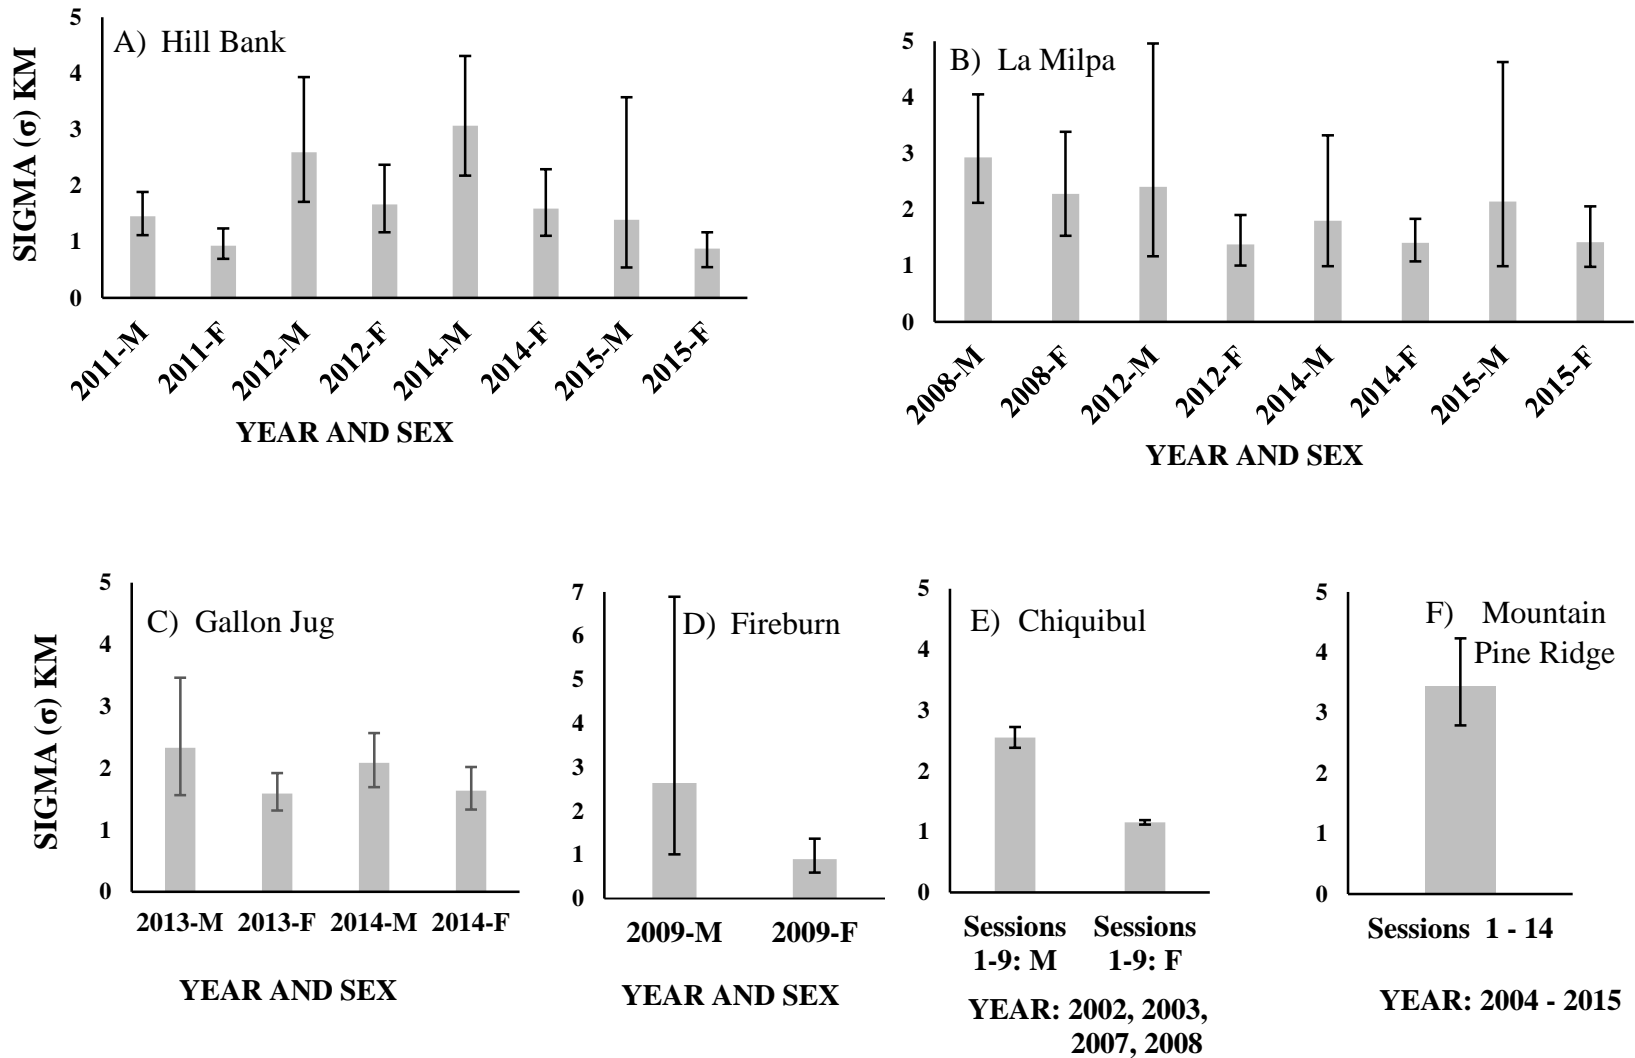 A) Hill Bank
SIGMA (σ) KM
5
4
3
2
1
0
2011-M
2011-F
2012-M
2012-F
2014-M
2014-F
2015-M
2015-F
YEAR AND SEX
B) La Milpa
5
4
3
2
1
0
2008-M
2008-F
2012-M
2012-F
2014-M
2014-F
2015-M
2015-F
YEAR AND SEX
C) Gallon Jug
SIGMA (σ) KM
5
4
3
2
1
0
2013-M 2013-F 2014-M 2014-F
YEAR AND SEX
D) Fireburn
7
6
5
4
3
2
1
0
2009-M 2009-F
YEAR AND SEX
E) Chiquibul
5
4
3
2
1
0
Sessions
1-9: M
Sessions
1-9: F
YEAR: 2002, 2003,
2007, 2008
F) Mountain
Pine Ridge
5
4
3
2
1
0
Sessions 1 - 14
YEAR: 2004 - 2015